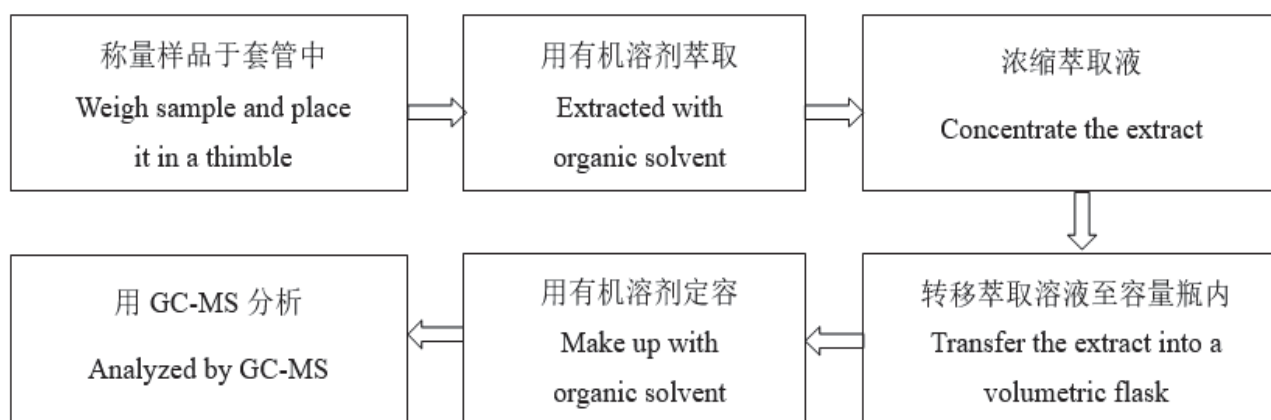 称量样品于套管中
Weigh sample and place
it in a thimble
用有机溶剂萃取
Extracted with
organic solvent
浓缩萃取液
Concentrate the extract
转移萃取溶液至容量瓶内
Transfer the extract into a
volumetric flask
用有机溶剂定容
Make up with
organic solvent
用 GC-MS 分析
Analyzed by GC-MS